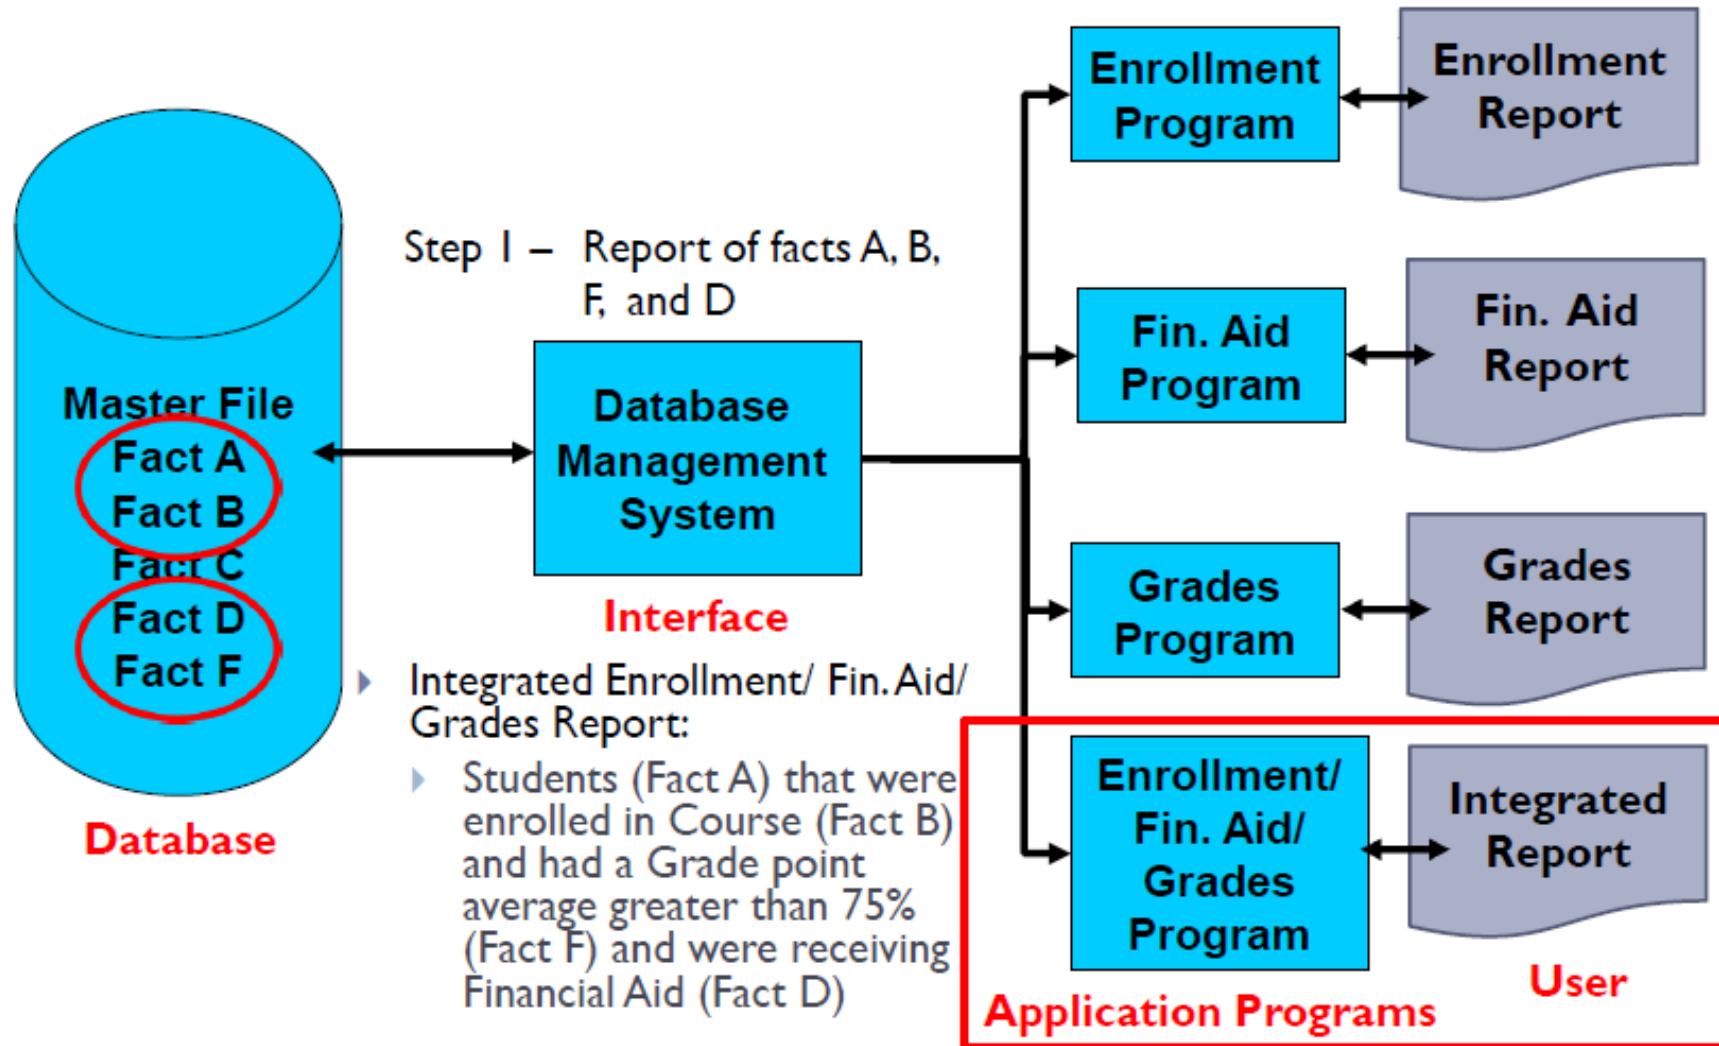 Master File
Fact A
Fact B
Fact C
Fact D
Fact F
Database
Step 1 – Report of facts A, B,
F, and D
Database
Management
System
Interface
Integrated Enrollment/ Fin. Aid/
Grades Report:
Students (Fact A) that were
enrolled in Course (Fact B)
and had a Grade point
average greater than 75%
(Fact F) and were receiving
Financial Aid (Fact D)
Enrollment
Program
Enrollment
Report
Fin. Aid
Program
Fin. Aid
Report
Grades
Program
Grades
Report
Enrollment/
Fin. Aid/
Grades
Program
Integrated
Report
Application Programs
User